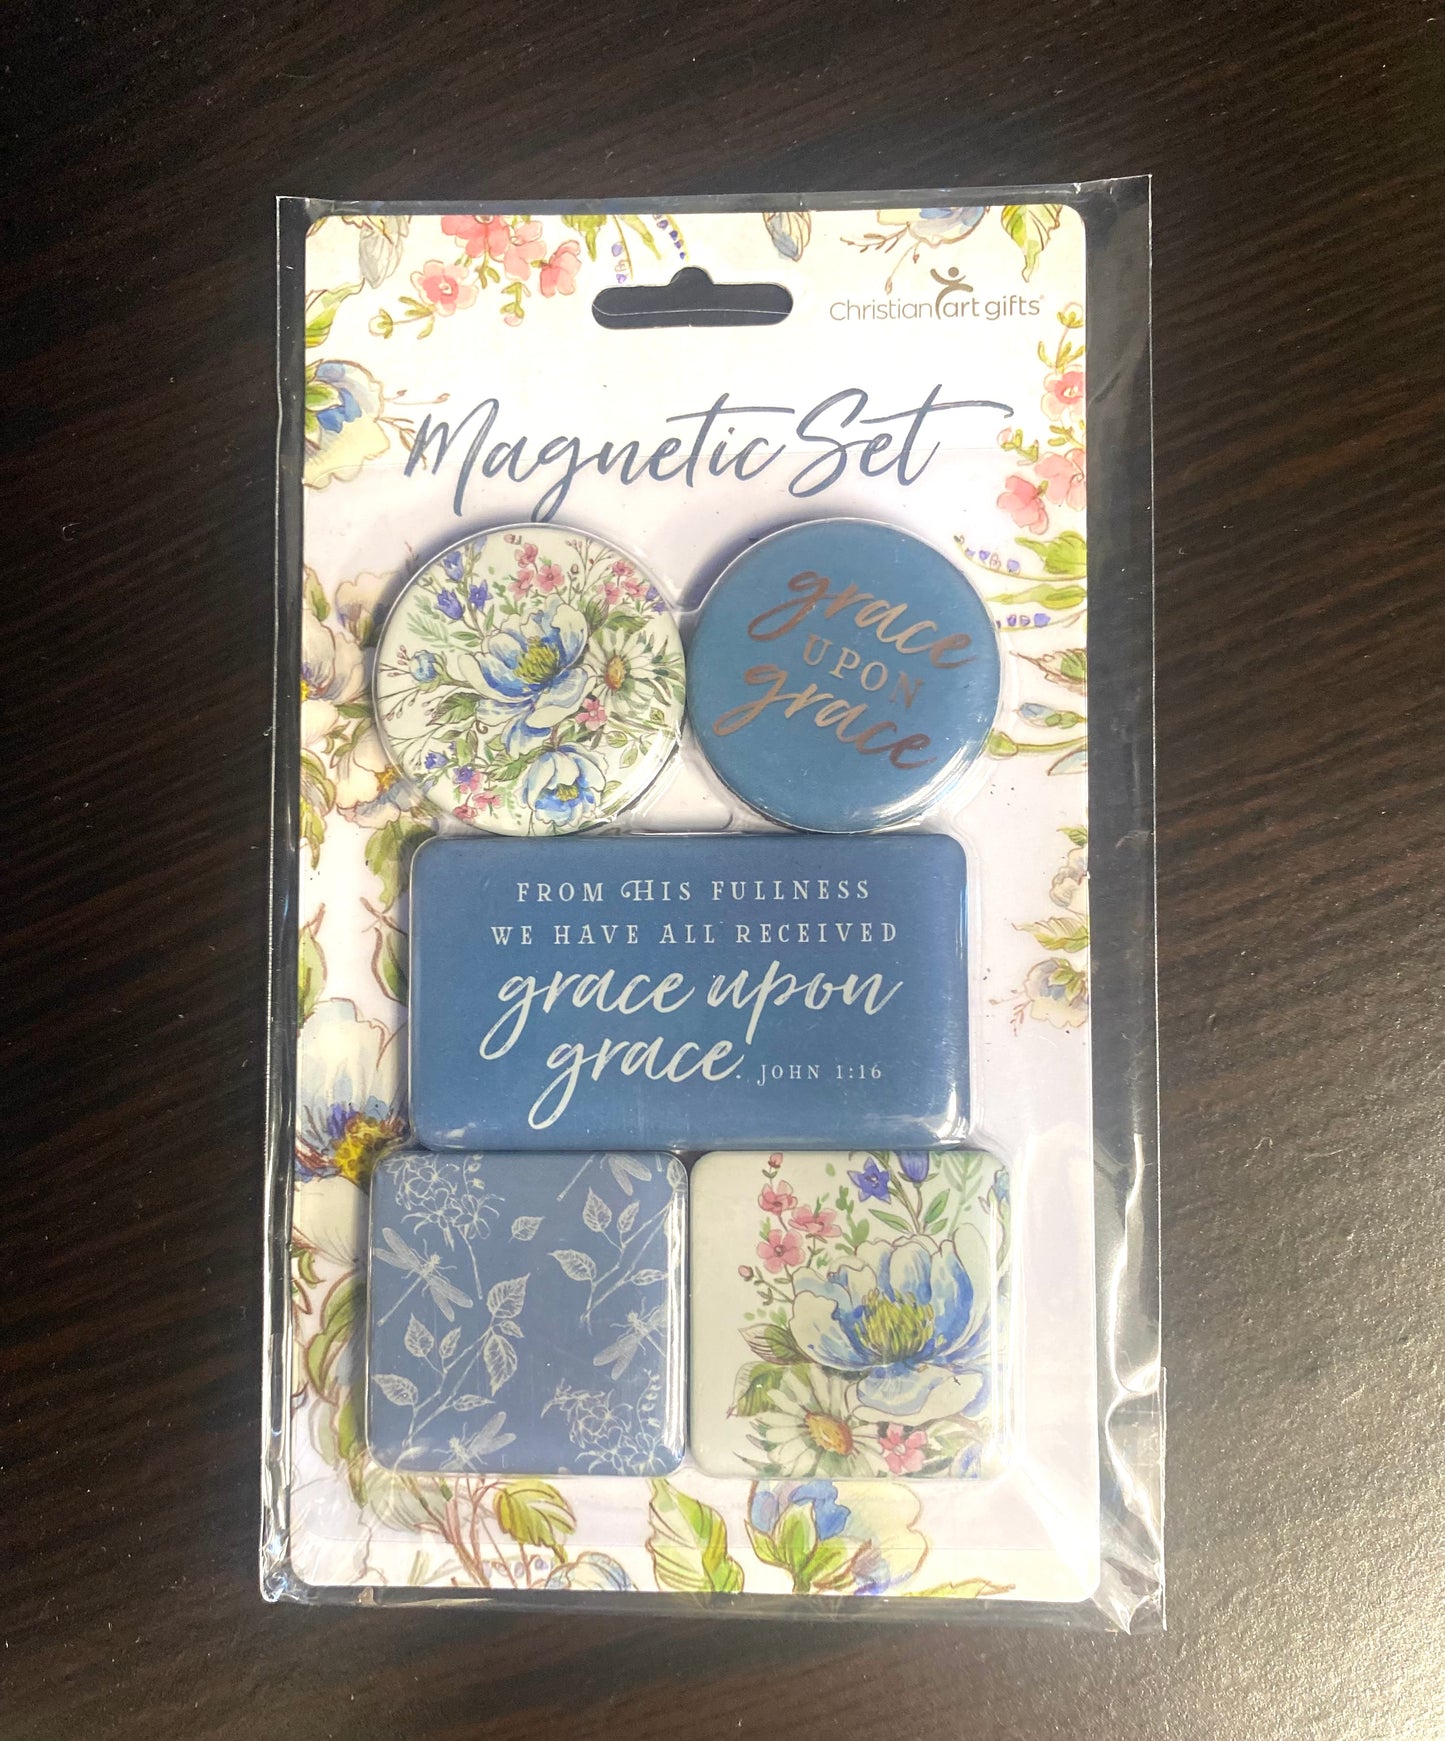 Christian art gifts®
Magnetic Set
grace
UPON
grace
FROM HIS FULLNESS
WE HAVE ALL RECEIVED
grace upon
grace. JOHN 1:16